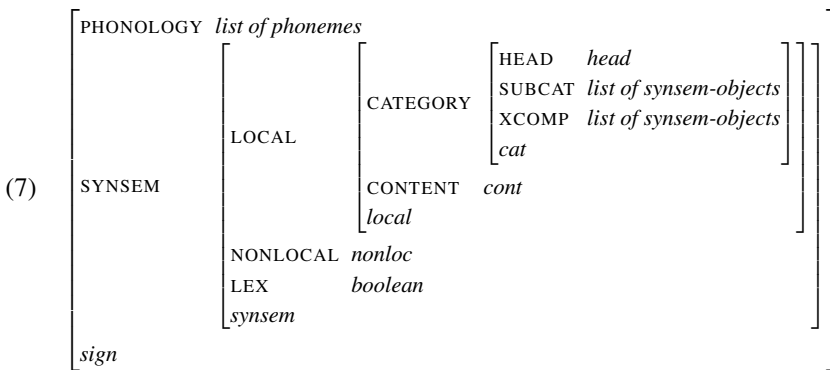 PHONOLOGY list of phonemes
HEAD head
SUBCAT list of synsem-objects
CATEGORY
XCOMP list of synsem-objects
LOCAL
cat
(7) SYNSEM
CONTENT cont
local
NONLOCAL nonloc
LEX boolean
synsem
sign